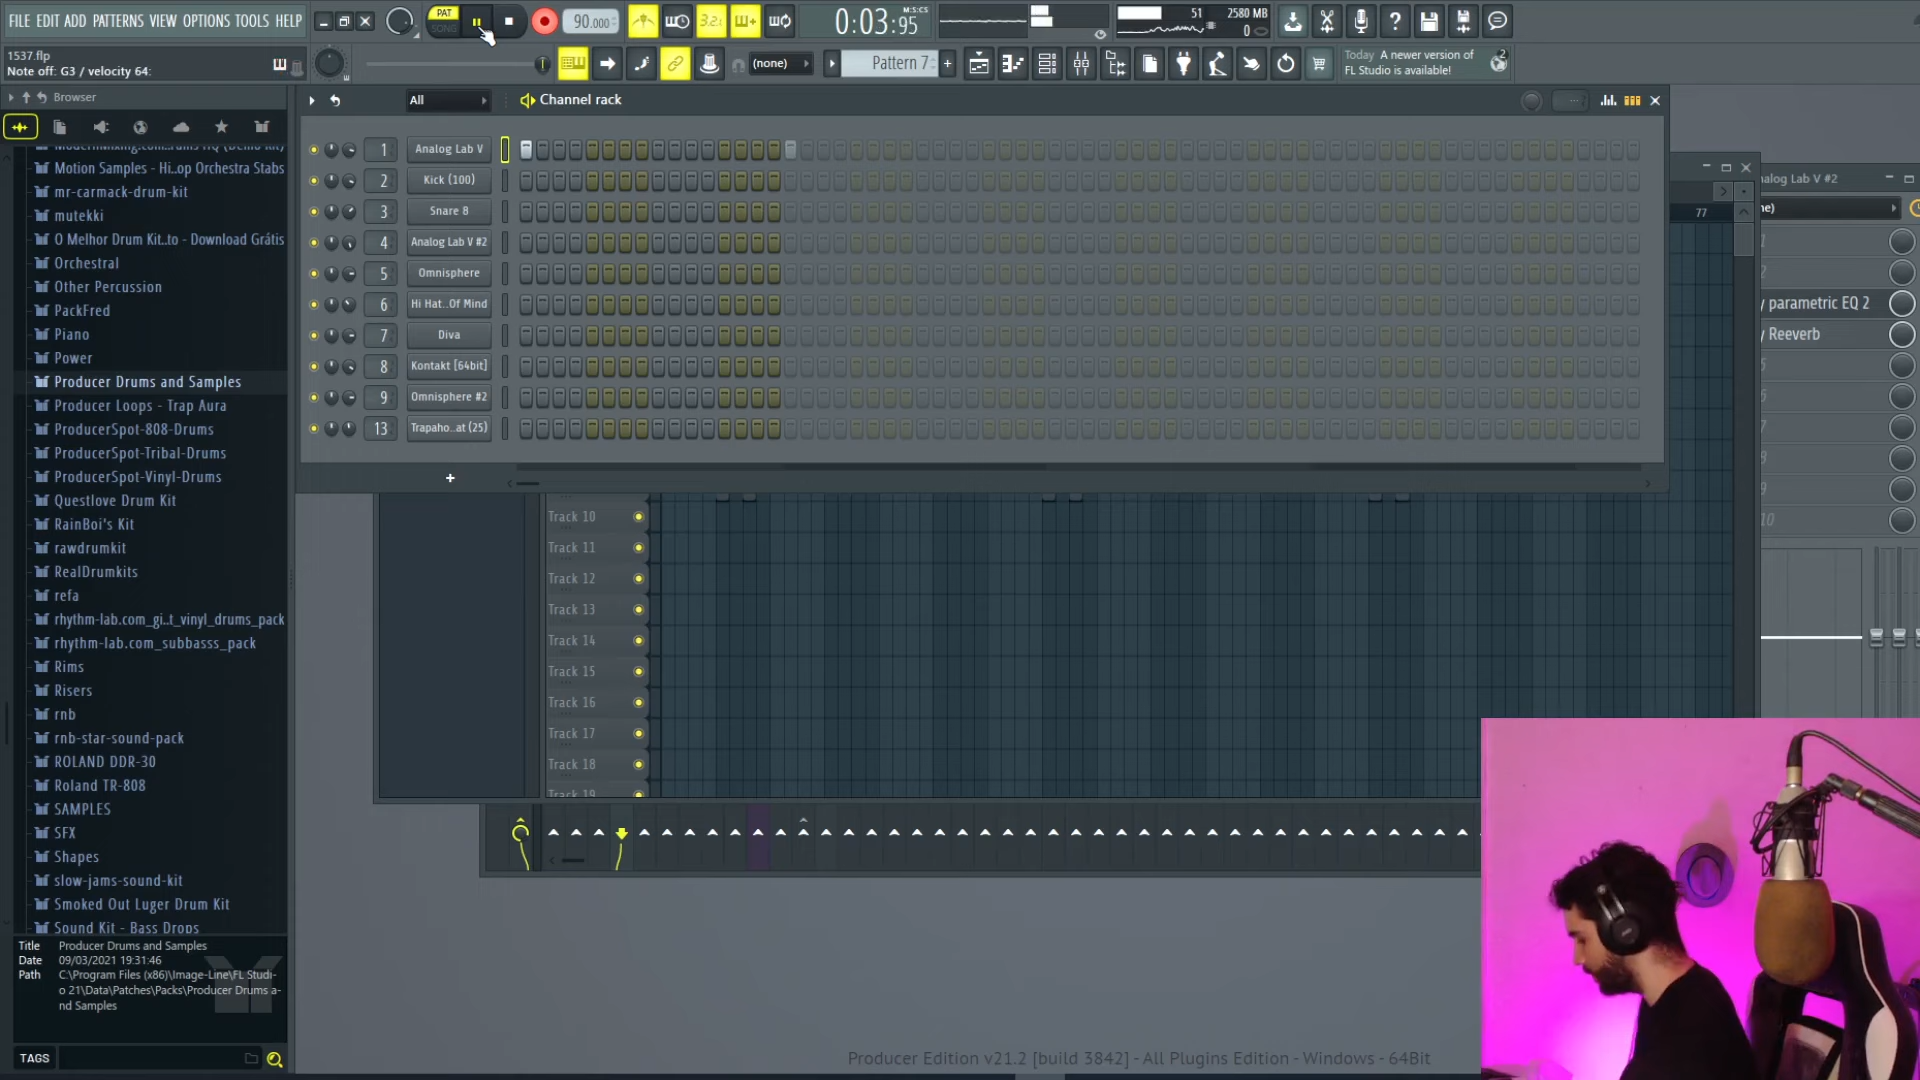 FILE EDIT ADD PATTERNS VIEW OPTIONS TOOLS HELP
PAT
SONG
90.000
3.2.1
0:03:95
M:S:CS
51
2580 MB
0
1537.flp
Note off: G3 / velocity 64:
(none)
Pattern 7
Today A newer version of
FL Studio is available!
2
Browser
Motion Samples - Hi..op Orchestra Stabs
mr-carmack-drum-kit
mutekki
O Melhor Drum Kit..to - Download Grátis
Orchestral
Other Percussion
PackFred
Piano
Power
Producer Drums and Samples
Producer Loops - Trap Aura
ProducerSpot-808-Drums
ProducerSpot-Tribal-Drums
ProducerSpot-Vinyl-Drums
Questlove Drum Kit
RainBoi's Kit
rawdrumkit
RealDrumkits
refa
rhythm-lab.com_gi..t_vinyl_drums_pack
rhythm-lab.com_subbasss_pack
Rims
Risers
rnb
rnb-star-sound-pack
ROLAND DDR-30
Roland TR-808
SAMPLES
SFX
Shapes
slow-jams-sound-kit
Smoked Out Luger Drum Kit
Sound Kit - Bass Drops
Title Producer Drums and Samples
Date 09/03/2021 19:31:46
Path C:\Program Files (x86)\Image-Line\FL Studi-
o 21\Data\Patches\Packs\Producer Drums a-
nd Samples
TAGS
All
Channel rack
1 Analog Lab V
2 Kick (100)
3 Snare 8
4 Analog Lab V #2
5 Omnisphere
6 Hi Hat..Of Mind
7 Diva
8 Kontakt [64bit]
9 Omnisphere #2
13 Trapaho..at (25)
+
Track 10
Track 11
Track 12
Track 13
Track 14
Track 15
Track 16
Track 17
Track 18
Track 19
77
nalog Lab V #2
ne)
y parametric EQ 2
y Reeverb
10
Producer Edition v21.2 [build 3842] - All Plugins Edition - Windows - 64Bit